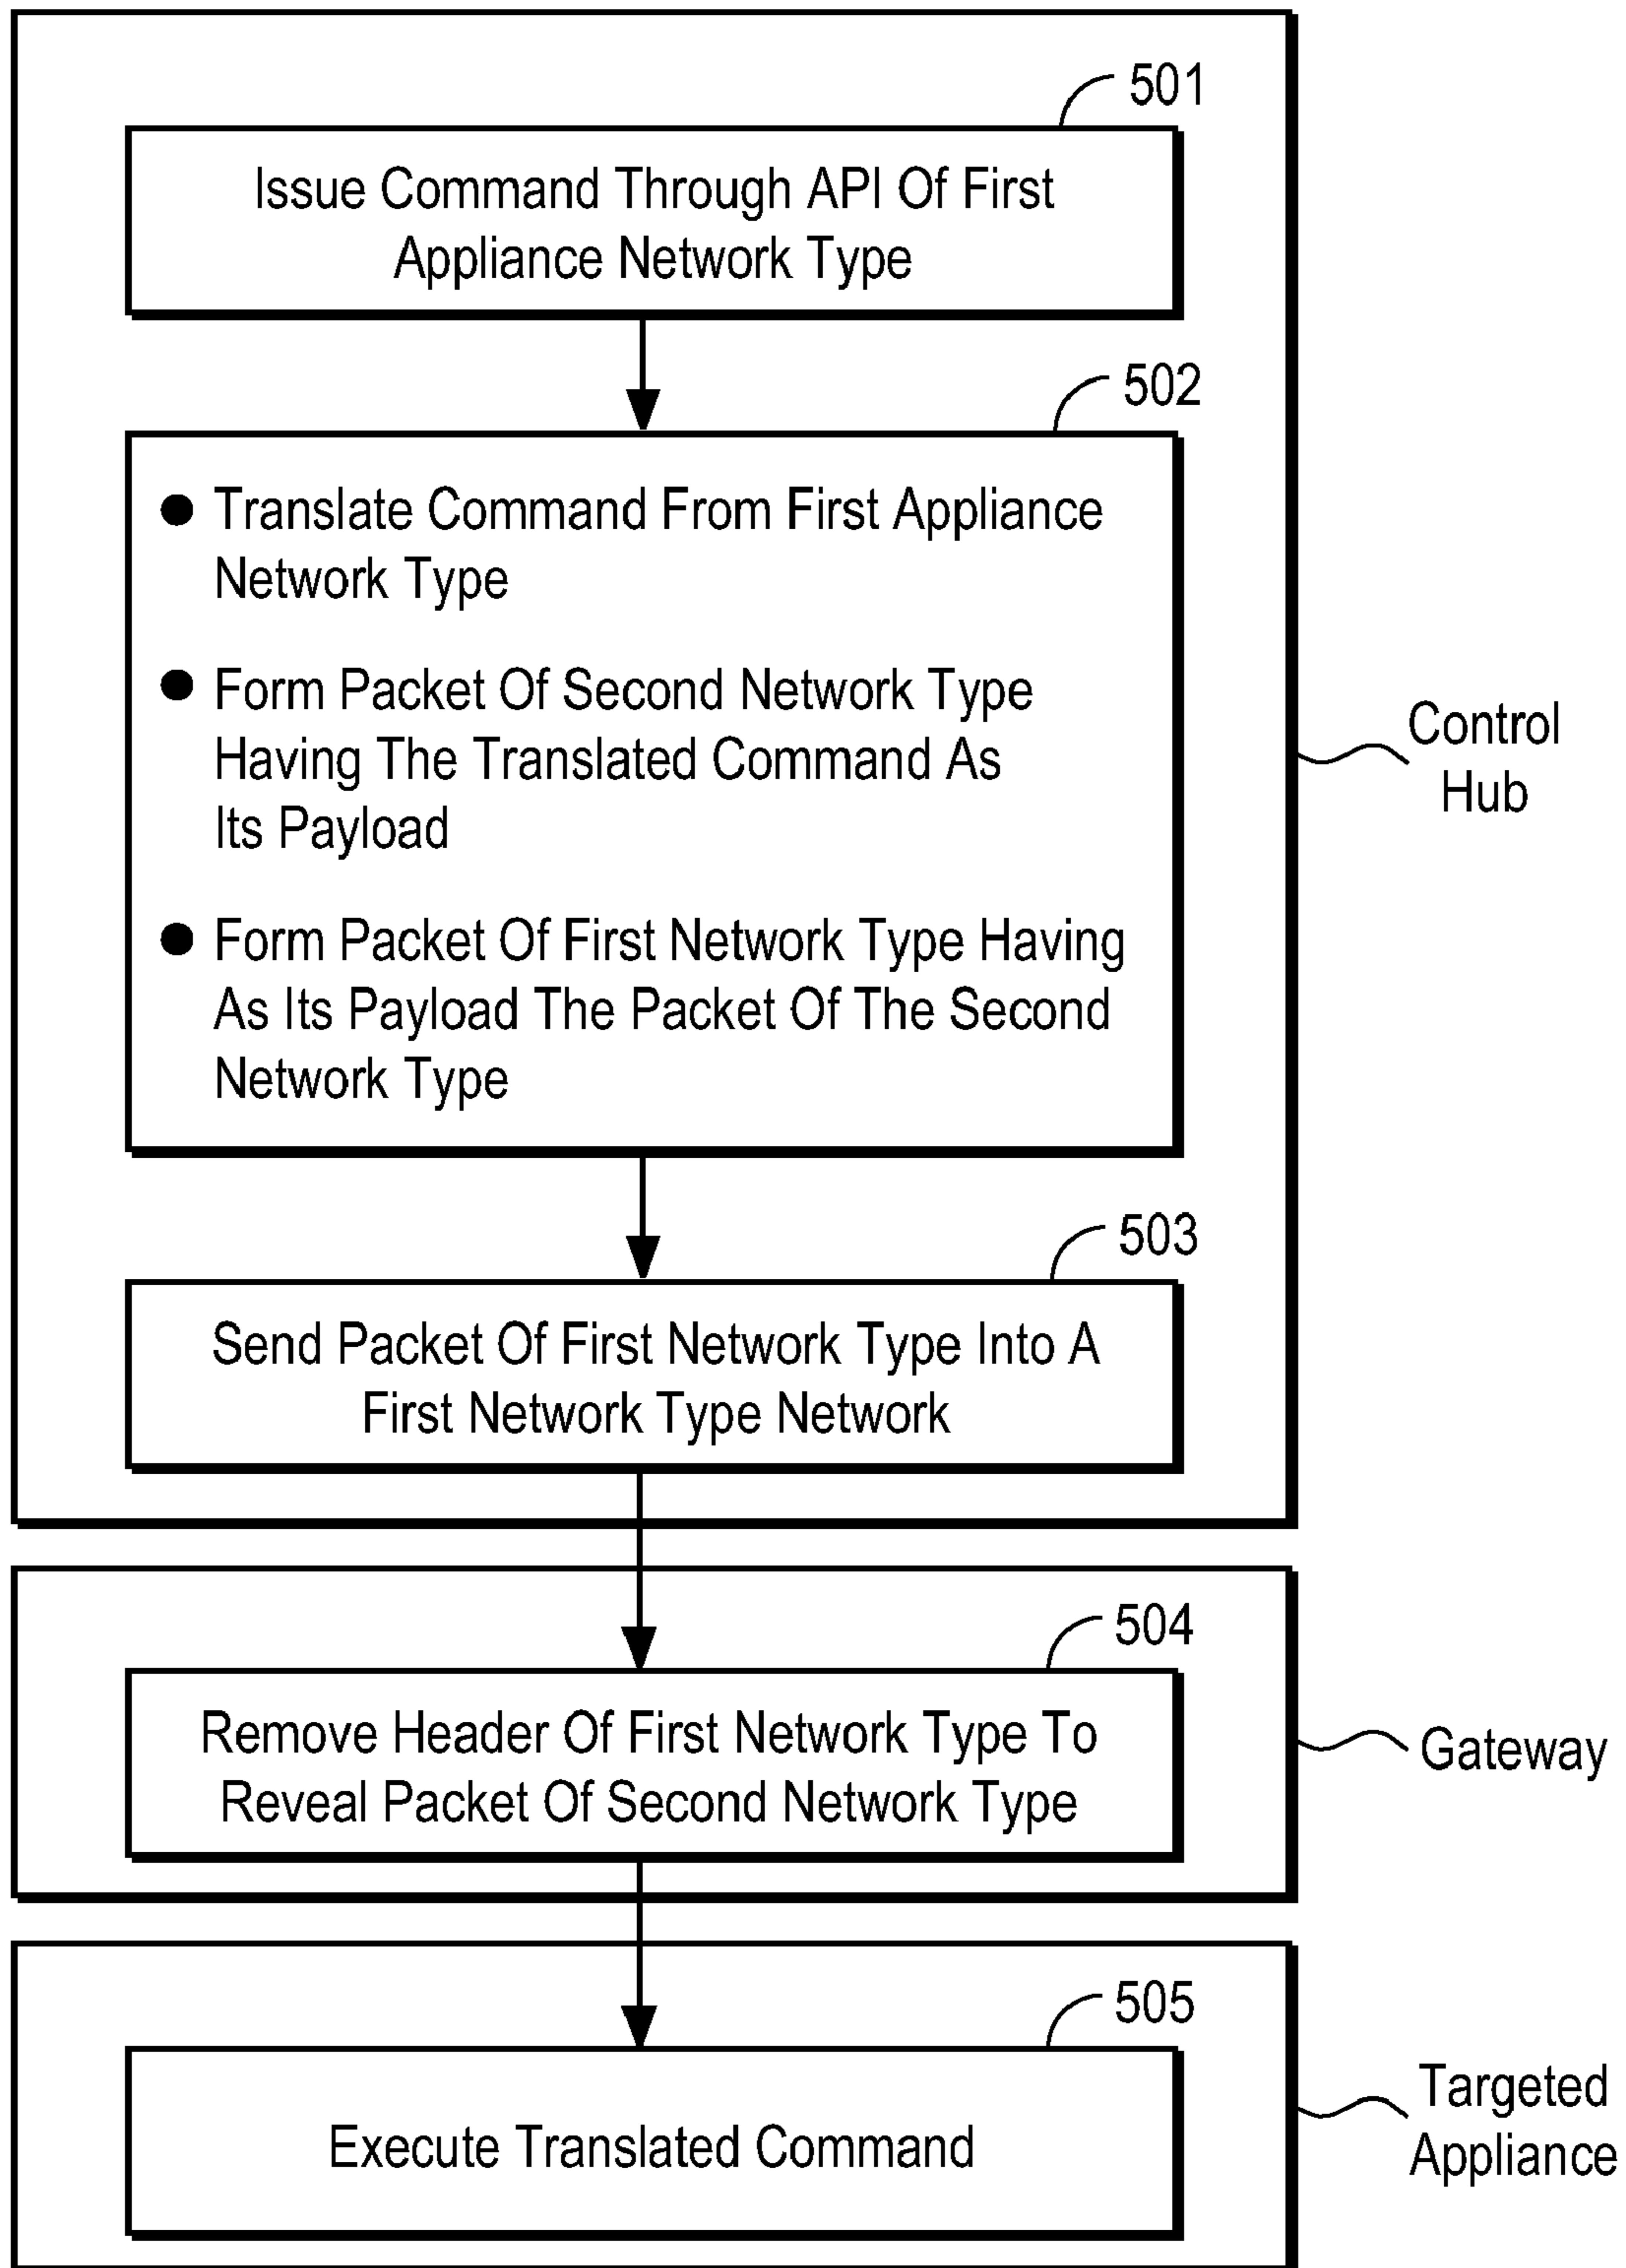 501
Issue Command Through API Of First
Appliance Network Type
502
● Translate Command From First Appliance
Network Type
● Form Packet Of Second Network Type
Having The Translated Command As
Its Payload
● Form Packet Of First Network Type Having
As Its Payload The Packet Of The Second
Network Type
Control
Hub
503
Send Packet Of First Network Type Into A
First Network Type Network
504
Remove Header Of First Network Type To
Reveal Packet Of Second Network Type
Gateway
505
Execute Translated Command
Targeted
Appliance